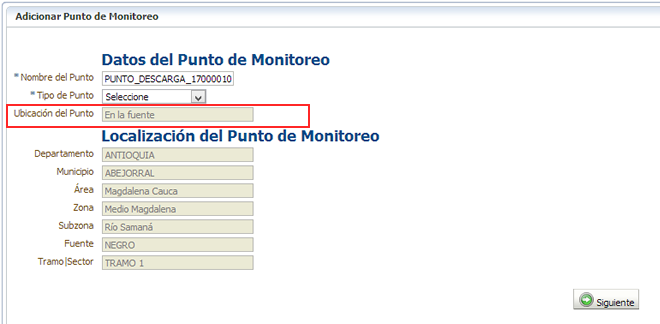 Adicionar Punto de Monitoreo
Datos del Punto de Monitoreo
* Nombre del Punto PUNTO_DESCARGA_17000010
* Tipo de Punto Seleccione
Ubicación del Punto En la fuente
Localización del Punto de Monitoreo
Departamento ANTIOQUIA
Municipio ABEJORRAL
Área Magdalena Cauca
Zona Medio Magdalena
Subzona Río Samaná
Fuente NEGRO
Tramo|Sector TRAMO 1
Siguiente